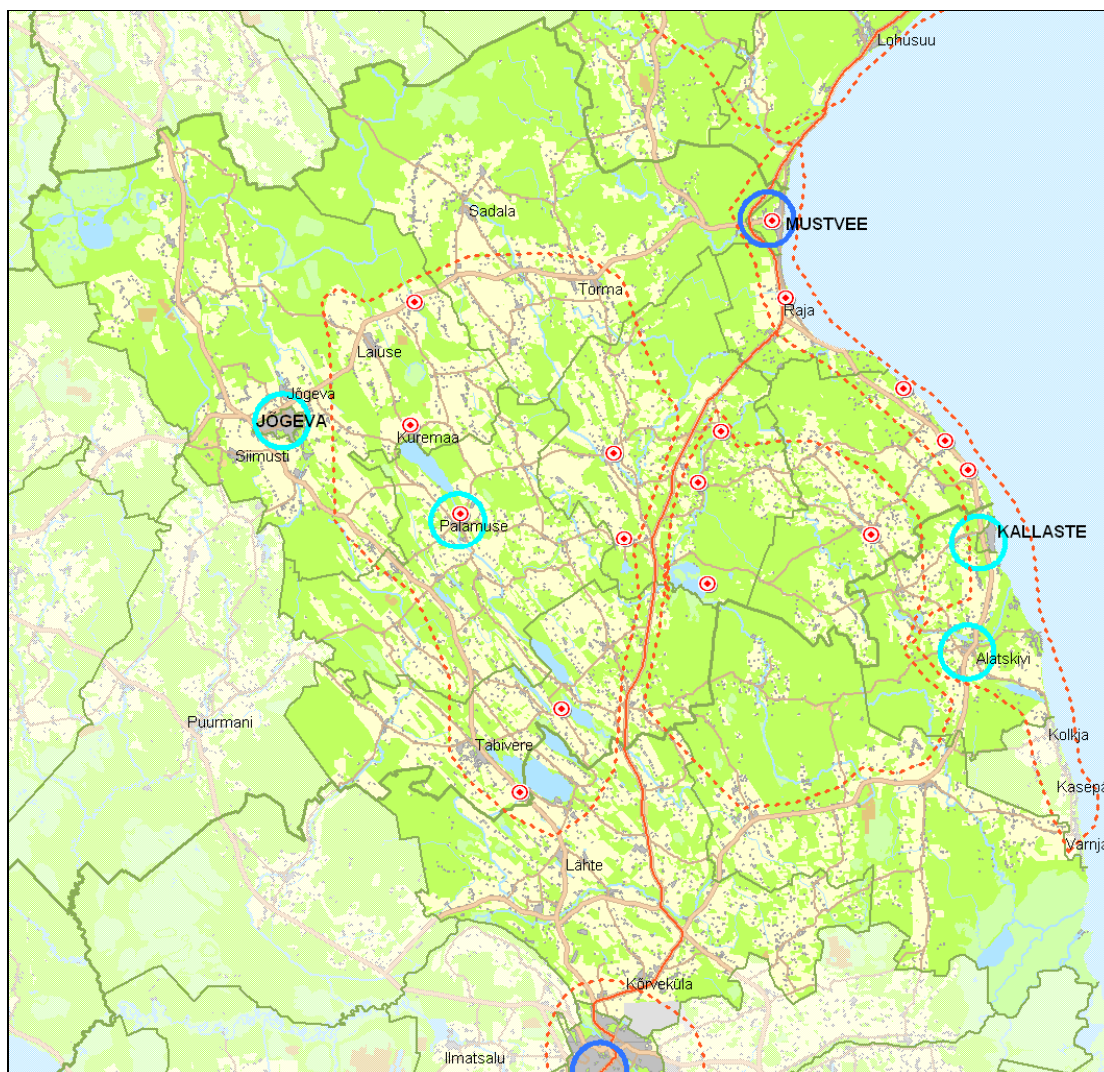 Lohusuu
Sadala
MUSTVEE
Torma
Raja
Laiuse
Jõgeva
JÕGEVA
Kuremaa
Siimusti
Palamuse
KALLASTE
Alatskivi
Puurmani
Kolkja
Tabivere
Kasepä
Varnja
Lähte
Kõrveküla
Ilmatsalu